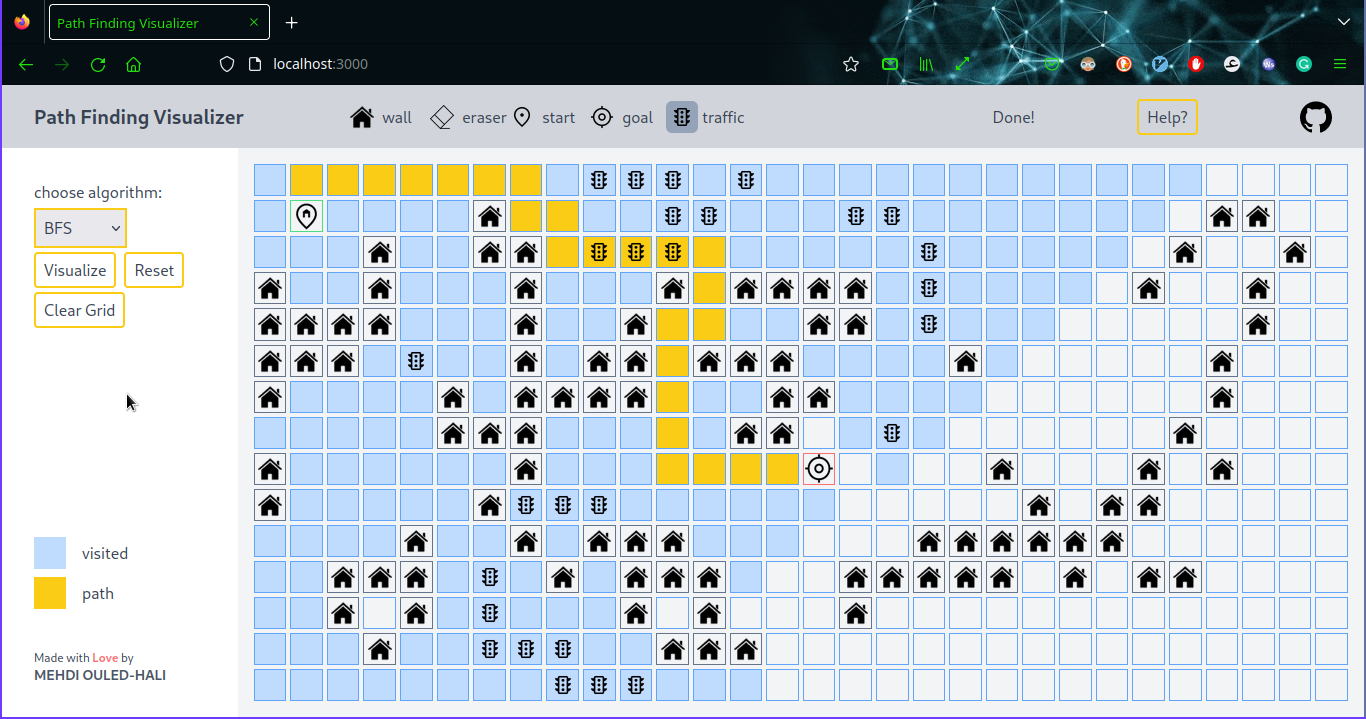 Path Finding Visualizer
localhost:3000
Path Finding Visualizer
wall
eraser
start
goal
traffic
Done!
Help?
choose algorithm:
BFS
Visualize
Reset
Clear Grid
visited
path
Made with Love by
MEHDI OULED-HALI